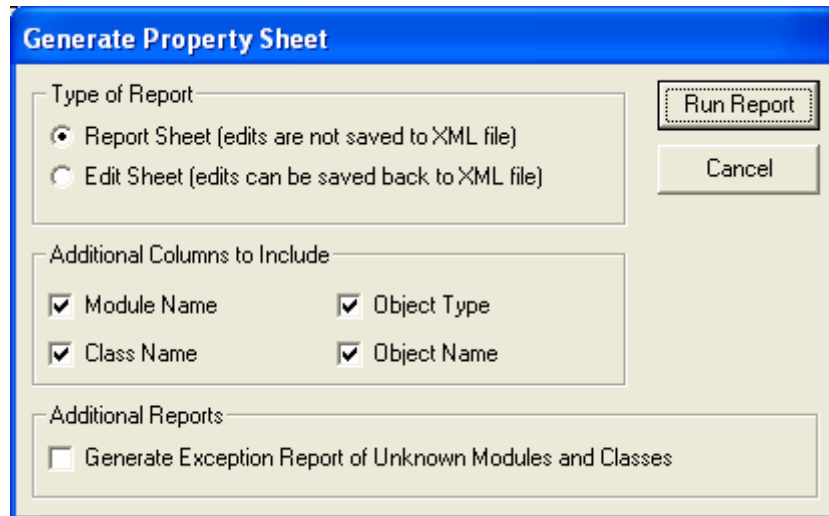 Generate Property Sheet
Type of Report
Report Sheet (edits are not saved to XML file)
Edit Sheet (edits can be saved back to XML file)
Run Report
Cancel
Additional Columns to Include
Module Name
Object Type
Class Name
Object Name
Additional Reports
Generate Exception Report of Unknown Modules and Classes